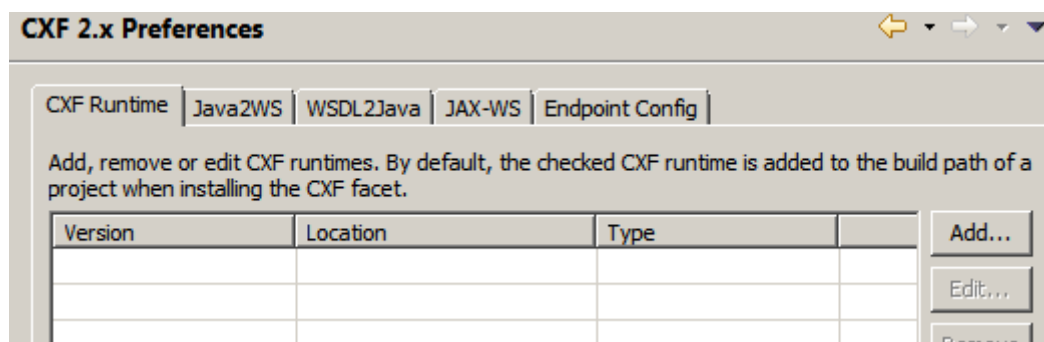 CXF 2.x Preferences
CXF Runtime Java2WS WSDL2Java JAX-WS Endpoint Config
Add, remove or edit CXF runtimes. By default, the checked CXF runtime is added to the build path of a
project when installing the CXF facet.
Version Location Type Add...
Edit...